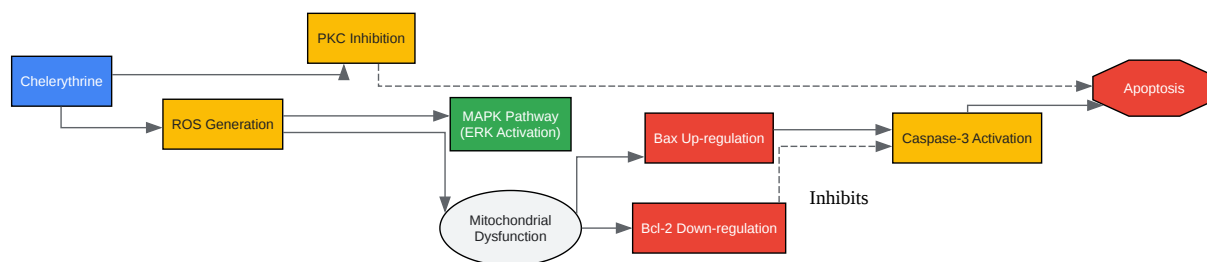 PKC Inhibition
Chelerythrine
Apoptosis
ROS Generation
MAPK Pathway
(ERK Activation)
Bax Up-regulation
Caspase-3 Activation
Inhibits
Mitochondrial
Dysfunction
Bcl-2 Down-regulation